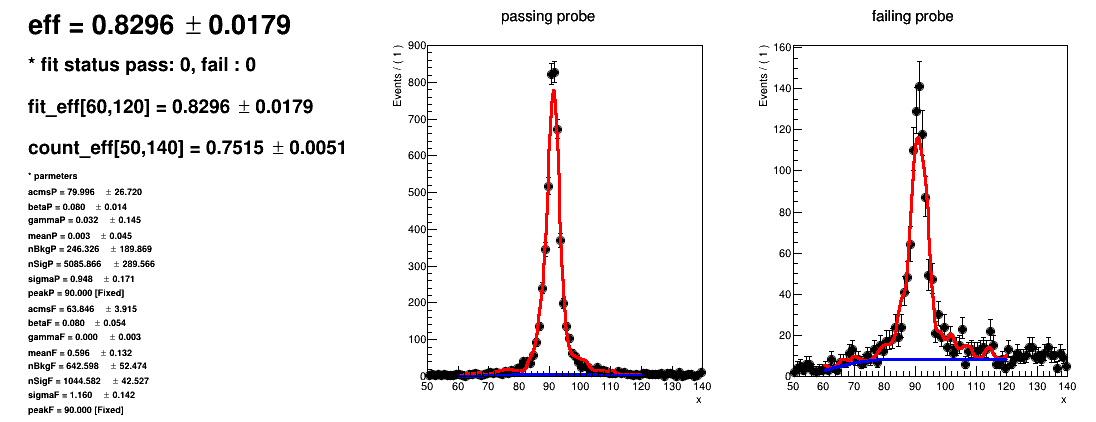 eff = 0.8296 ± 0.0179
* fit status pass: 0, fail : 0
fit_eff[60,120] = 0.8296 ± 0.0179
count_eff[50,140] = 0.7515 ± 0.0051
* parmeters
acmsP = 79.996 ± 26.720
betaP = 0.080 ± 0.014
gammaP = 0.032 ± 0.145
meanP = 0.003 ± 0.045
nBkgP = 246.326 ± 189.869
nSigP = 5085.866 ± 289.566
sigmaP = 0.948 ± 0.171
peakP = 90.000 [Fixed]
acmsF = 63.846 ± 3.915
betaF = 0.080 ± 0.054
gammaF = 0.000 ± 0.003
meanF = 0.596 ± 0.132
nBkgF = 642.598 ± 52.474
nSigF = 1044.582 ± 42.527
sigmaF = 1.160 ± 0.142
peakF = 90.000 [Fixed]
passing probe
Events / ( 1 )
900
800
700
600
500
400
300
200
100
0
50 60 70 80 90 100 110 120 130 140
x
failing probe
Events / ( 1 )
160
140
120
100
80
60
40
20
0
50 60 70 80 90 100 110 120 130 140
x